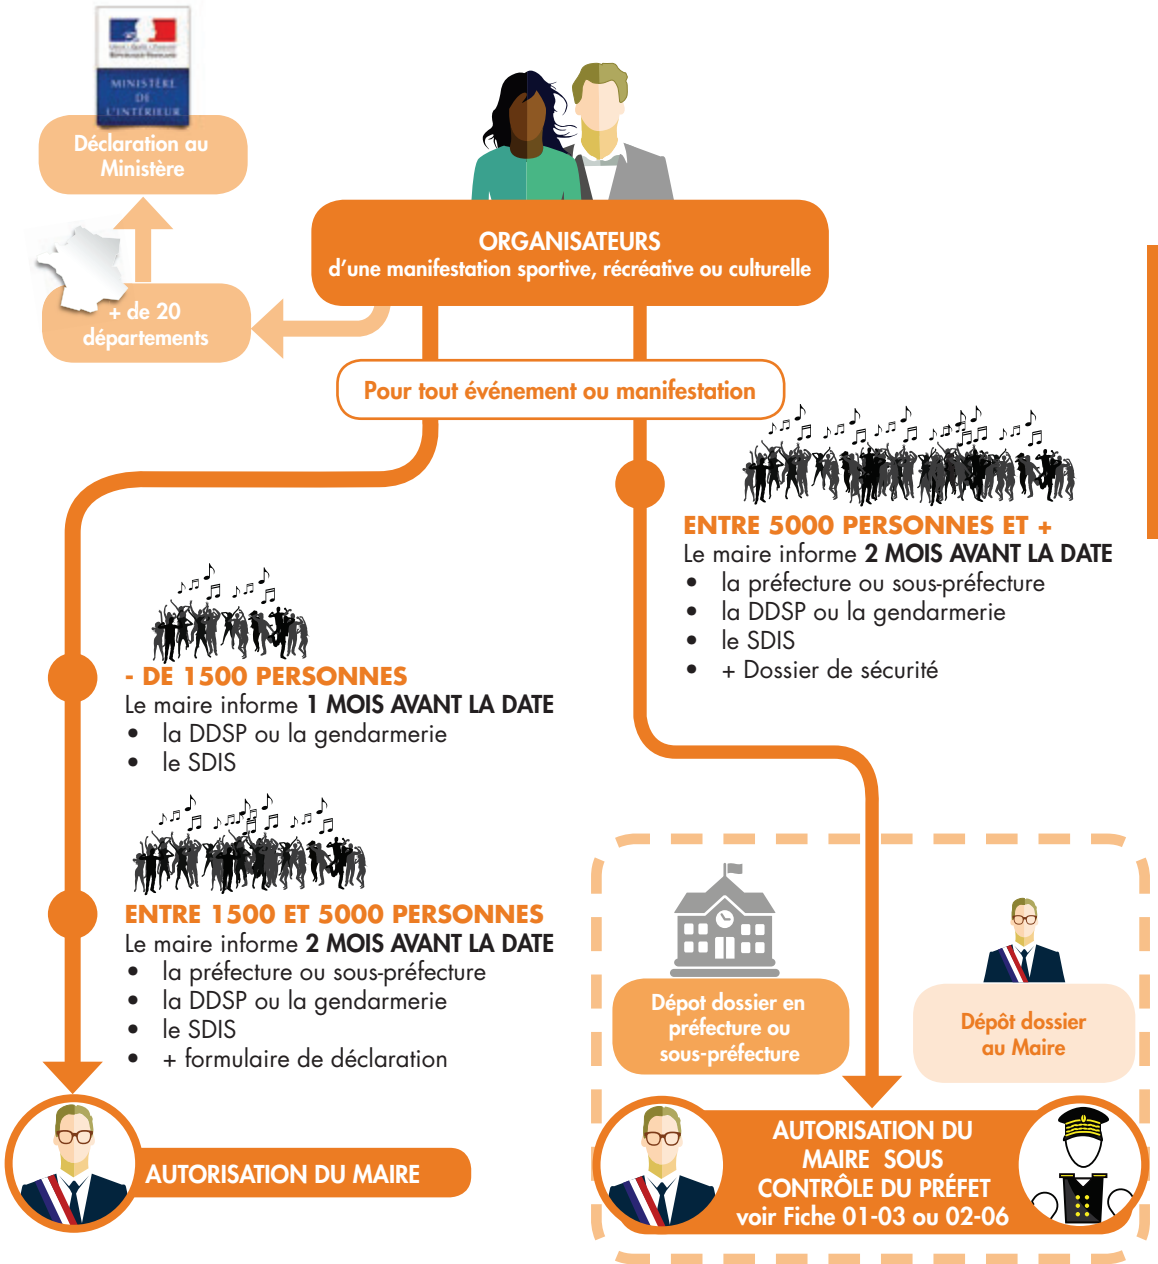 Liberté • Égalité • Fraternité
RÉPUBLIQUE FRANÇAISE
MINISTÈRE
DE
L'INTÉRIEUR
Déclaration au
Ministère
+ de 20
départements
ORGANISATEURS
d'une manifestation sportive, récréative ou culturelle
Pour tout événement ou manifestation
ENTRE 5000 PERSONNES ET +
Le maire informe 2 MOIS AVANT LA DATE
• la préfecture ou sous-préfecture
• la DDSP ou la gendarmerie
• le SDIS
• + Dossier de sécurité
- DE 1500 PERSONNES
Le maire informe 1 MOIS AVANT LA DATE
• la DDSP ou la gendarmerie
• le SDIS
ENTRE 1500 ET 5000 PERSONNES
Le maire informe 2 MOIS AVANT LA DATE
• la préfecture ou sous-préfecture
• la DDSP ou la gendarmerie
• le SDIS
• + formulaire de déclaration
AUTORISATION DU MAIRE
Dépot dossier en
préfecture ou
sous-préfecture
Dépôt dossier
au Maire
AUTORISATION DU
MAIRE SOUS
CONTRÔLE DU PRÉFET
voir Fiche 01-03 ou 02-06